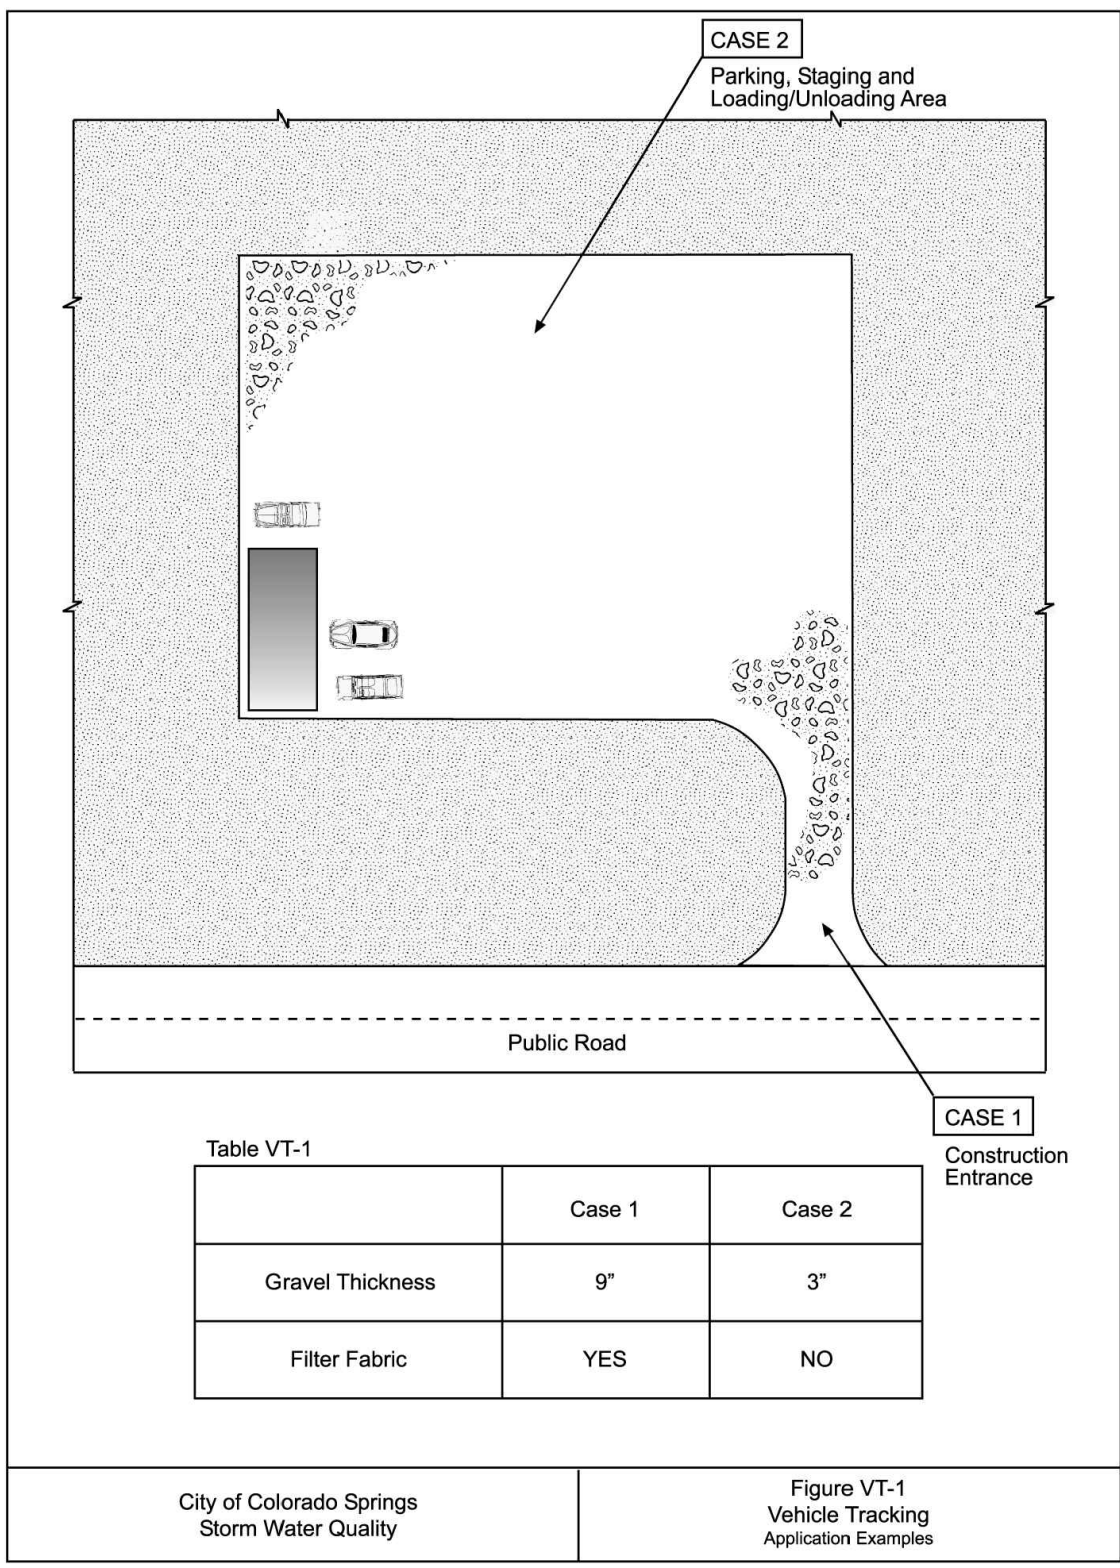 CASE 2
Parking, Staging and
Loading/Unloading Area
Public Road
CASE 1
Construction
Entrance
Table VT-1
Case 1 Case 2
Gravel Thickness 9” 3”
Filter Fabric YES NO
City of Colorado Springs
Storm Water Quality
Figure VT-1
Vehicle Tracking
Application Examples